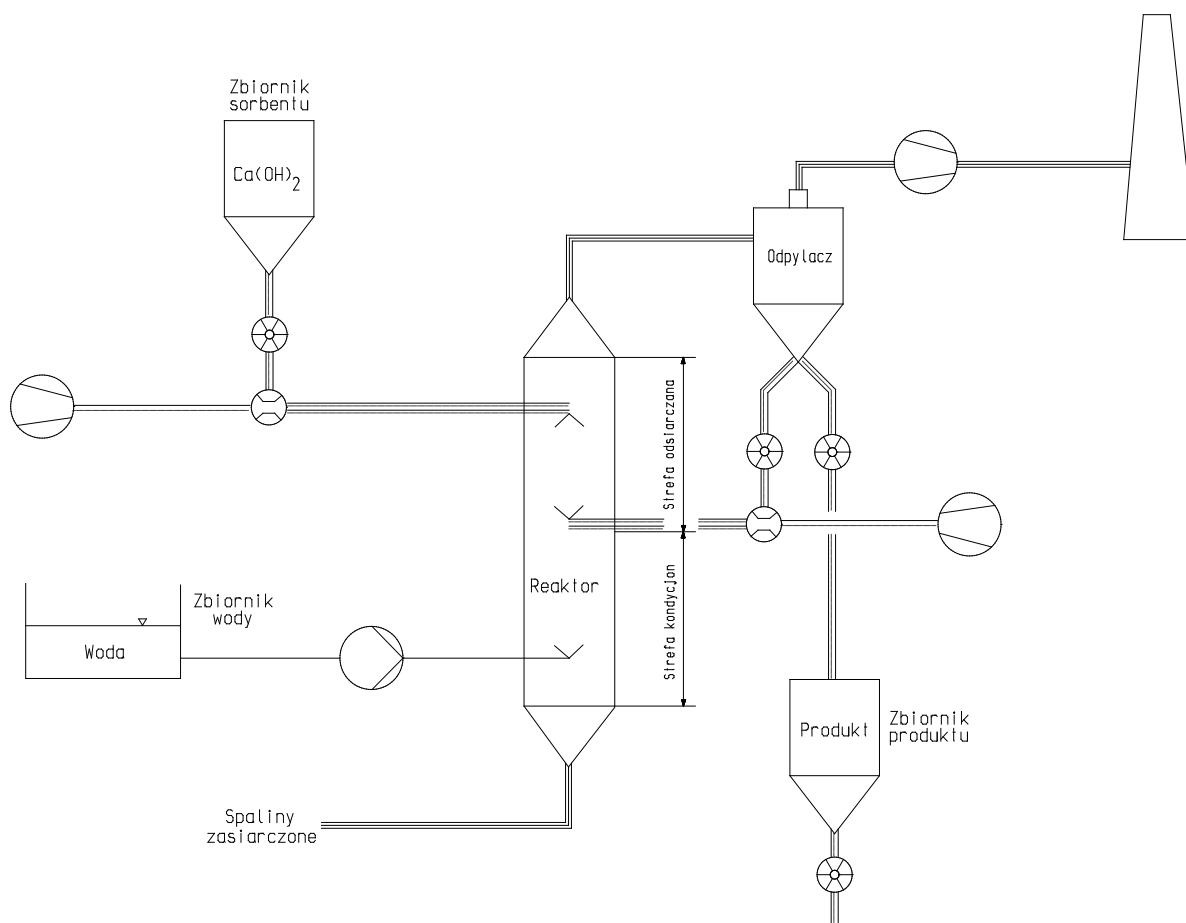 Zbiornik
sorbentu
Ca(OH)2
Odpylacz
Strefa odsiarczana
Reaktor
Strefa kondycjon
Zbiornik
wody
Woda
Produkt
Zbiornik
produktu
Spaliny
zasiarczone